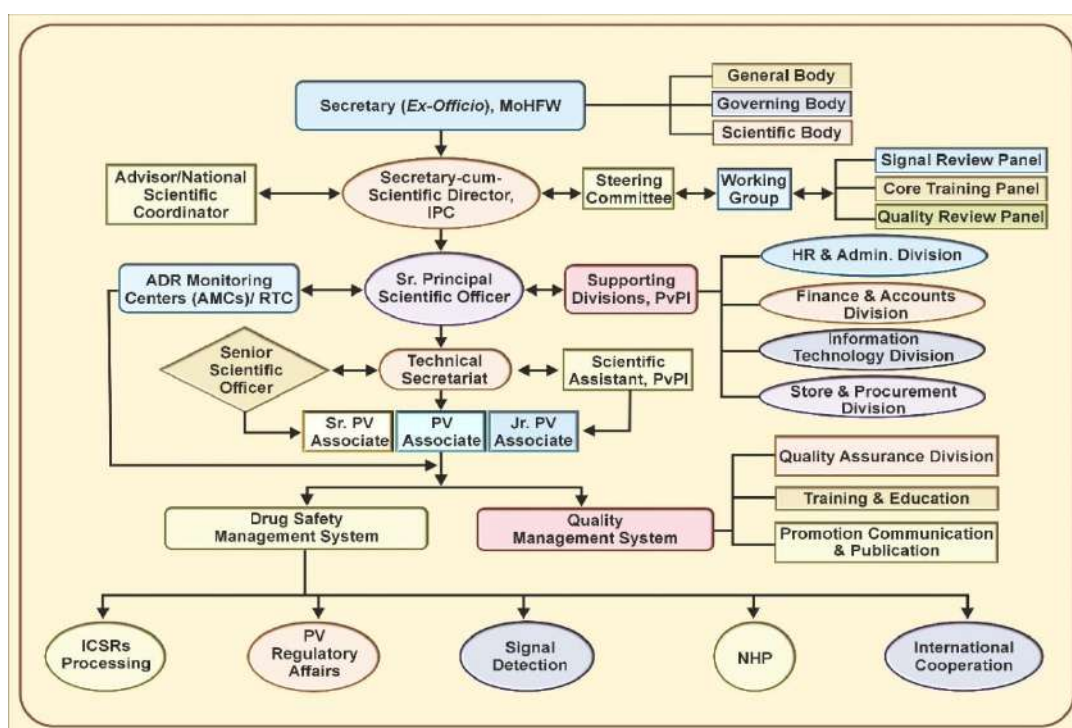 General Body
Secretary (Ex-Officio), MoHFW
Governing Body
Scientific Body
Advisor/National
Scientific
Coordinator
Secretary-cum-
Scientific Director,
IPC
Steering
Committee
Working
Group
Signal Review Panel
Core Training Panel
Quality Review Panel
ADR Monitoring
Centers (AMCs)/ RTC
Sr. Principal
Scientific Officer
Supporting
Divisions, PvPI
HR & Admin. Division
Finance & Accounts
Division
Information
Technology Division
Store & Procurement
Division
Senior
Scientific
Officer
Technical
Secretariat
Scientific
Assistant, PvPI
Sr. PV
Associate
PV
Associate
Jr. PV
Associate
Drug Safety
Management System
Quality
Management System
Quality Assurance Division
Training & Education
Promotion Communication
& Publication
ICSRs
Processing
PV
Regulatory
Affairs
Signal
Detection
NHP
International
Cooperation